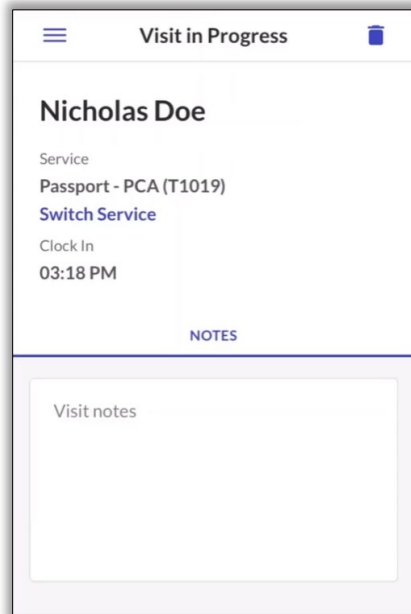 Visit in Progress
Nicholas Doe
Service
Passport - PCA (T1019)
Switch Service
Clock In
03:18 PM
NOTES
Visit notes